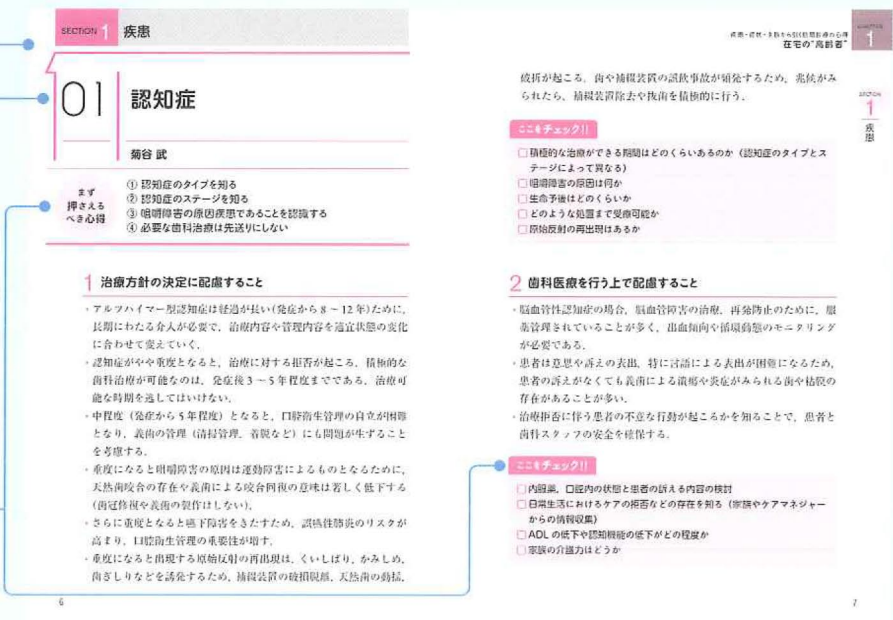 SECTION 1 疾患
01 認知症
菊谷 武
まず
押さえる
べき心得
① 認知症のタイプを知る
② 認知症のステージを知る
③ 咀嚼障害の原因疾患であることを認識する
④ 必要な歯科治療は先送りにしない
1 治療方針の決定に配慮すること
・アルツハイマー型認知症は経過が長い(発症から8～12年)ために,
長期にわたる介入が必要で,治療内容や管理内容を適宜状態の変化
に合わせて変えていく.
・認知症がやや重度となると,治療に対する拒否が起こる.積極的な
歯科治療が可能なのは,発症後3～5年程度までである.治療可
能な時期を逃してはいけない.
・中程度(発症から5年程度)となると,口腔衛生管理の自立が困難
となり,義歯の管理(清掃管理,着脱など)にも問題が生ずること
を考慮する.
・重度になると咀嚼障害の原因は運動障害によるものとなるために,
天然歯咬合の存在や義歯による咬合回復の意味は著しく低下する
(歯冠修復や義歯の製作はしない).
・さらに重度となると嚥下障害をきたすため,誤嚥性肺炎のリスクが
高まり,口腔衛生管理の重要性が増す.
・重度になると出現する原始反射の再出現は,くいしばり,かみしめ,
歯ぎしりなどを誘発するため,補綴装置の破損脱離,天然歯の動揺,
6
在宅の"高齢者"
CHAPTER
1
SECTION
1
疾患
破折が起こる.歯や補綴装置の誤飲事故が頻発するため,兆候がみ
られたら,補綴装置除去や抜歯を積極的に行う.
ここをチェック!!
□ 積極的な治療ができる期間はどのくらいあるのか(認知症のタイプとス
テージによって異なる)
□ 咀嚼障害の原因は何か
□ 生命予後はどのくらいか
□ どのような処置まで受療可能か
□ 原始反射の再出現はあるか
2 歯科医療を行う上で配慮すること
・脳血管性認知症の場合,脳血管障害の治療,再発防止のために,服
薬管理されていることが多く,出血傾向や循環動態のモニタリング
が必要である.
・患者は意思や訴えの表出,特に言語による表出が困難になるため,
患者の訴えがなくても義歯による潰瘍や炎症がみられる歯や粘膜の
存在があることが多い.
・治療拒否に伴う患者の不意な行動が起こるかを知ることで,患者と
歯科スタッフの安全を確保する.
ここをチェック!!
□ 内服薬,口腔内の状態と患者の訴える内容の検討
□ 日常生活におけるケアの拒否などの存在を知る(家族やケアマネジャー
からの情報収集)
□ ADLの低下や認知機能の低下がどの程度か
□ 家族の介護力はどうか
7